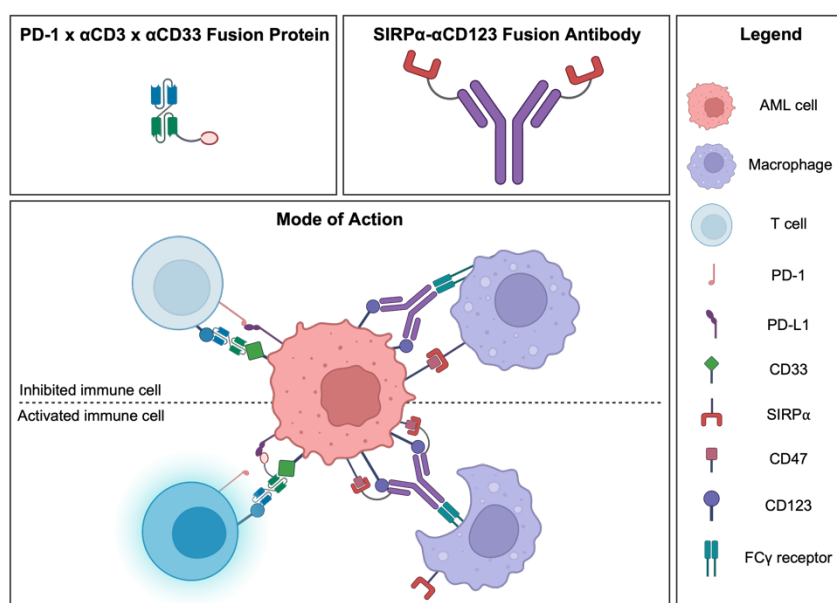 PD-1 x αCD3 x αCD33 Fusion Protein
SIRPα-αCD123 Fusion Antibody
Mode of Action
Inhibited immune cell
Activated immune cell
Legend
AML cell
Macrophage
T cell
PD-1
PD-L1
CD33
SIRPα
CD47
CD123
FCγ receptor